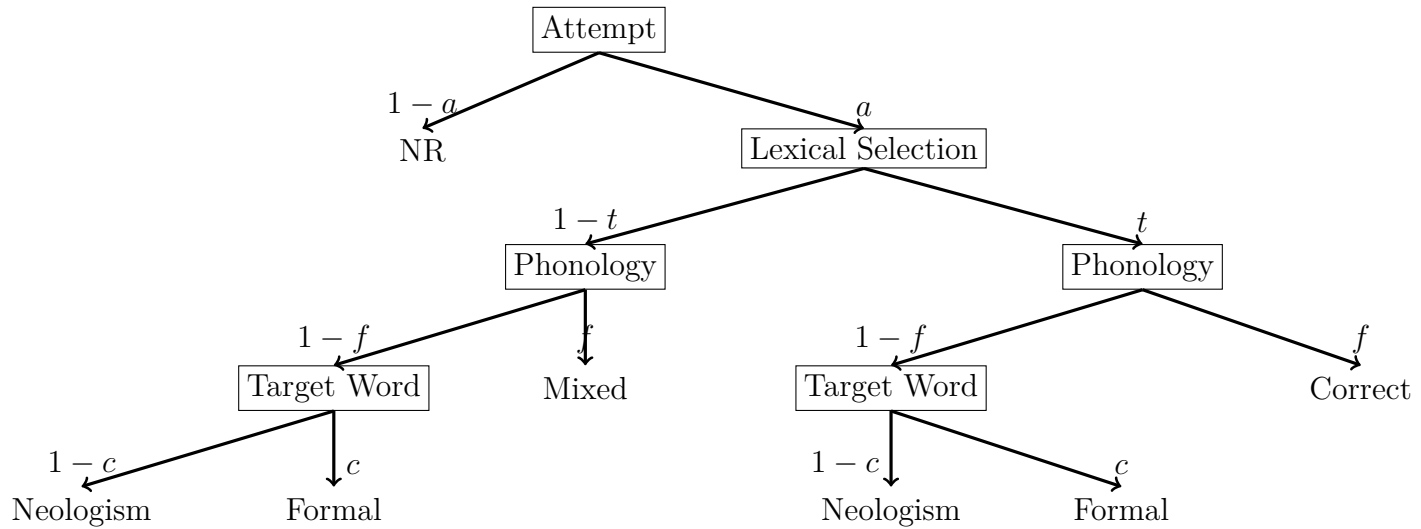 Attempt
1 − a
a
NR
Lexical Selection
1 − t
t
Phonology
Phonology
1 − f
f
1 − f
f
Target Word
Mixed
Target Word
Correct
1 − c
c
1 − c
c
Neologism
Formal
Neologism
Formal